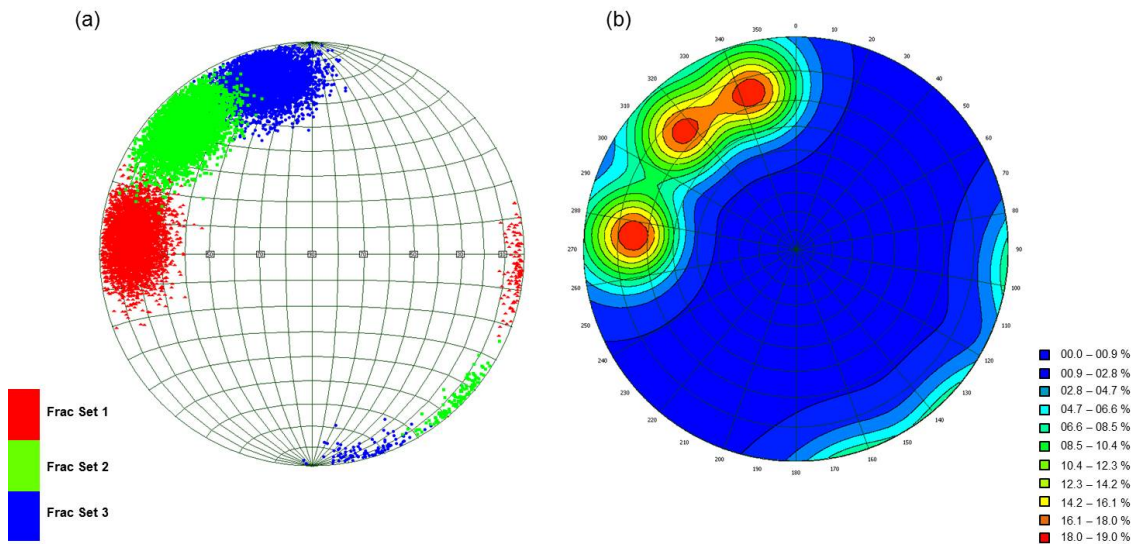 (a)
(b)
Frac Set 1
Frac Set 2
Frac Set 3
0
10
20
30
40
50
60
70
80
90
100
110
120
130
140
150
160
170
180
190
200
210
220
230
240
250
260
270
280
290
300
310
320
330
340
00.0 – 00.9 %
00.9 – 02.8 %
02.8 – 04.7 %
04.7 – 06.6 %
06.6 – 08.5 %
08.5 – 10.4 %
10.4 – 12.3 %
12.3 – 14.2 %
14.2 – 16.1 %
16.1 – 18.0 %
18.0 – 19.0 %